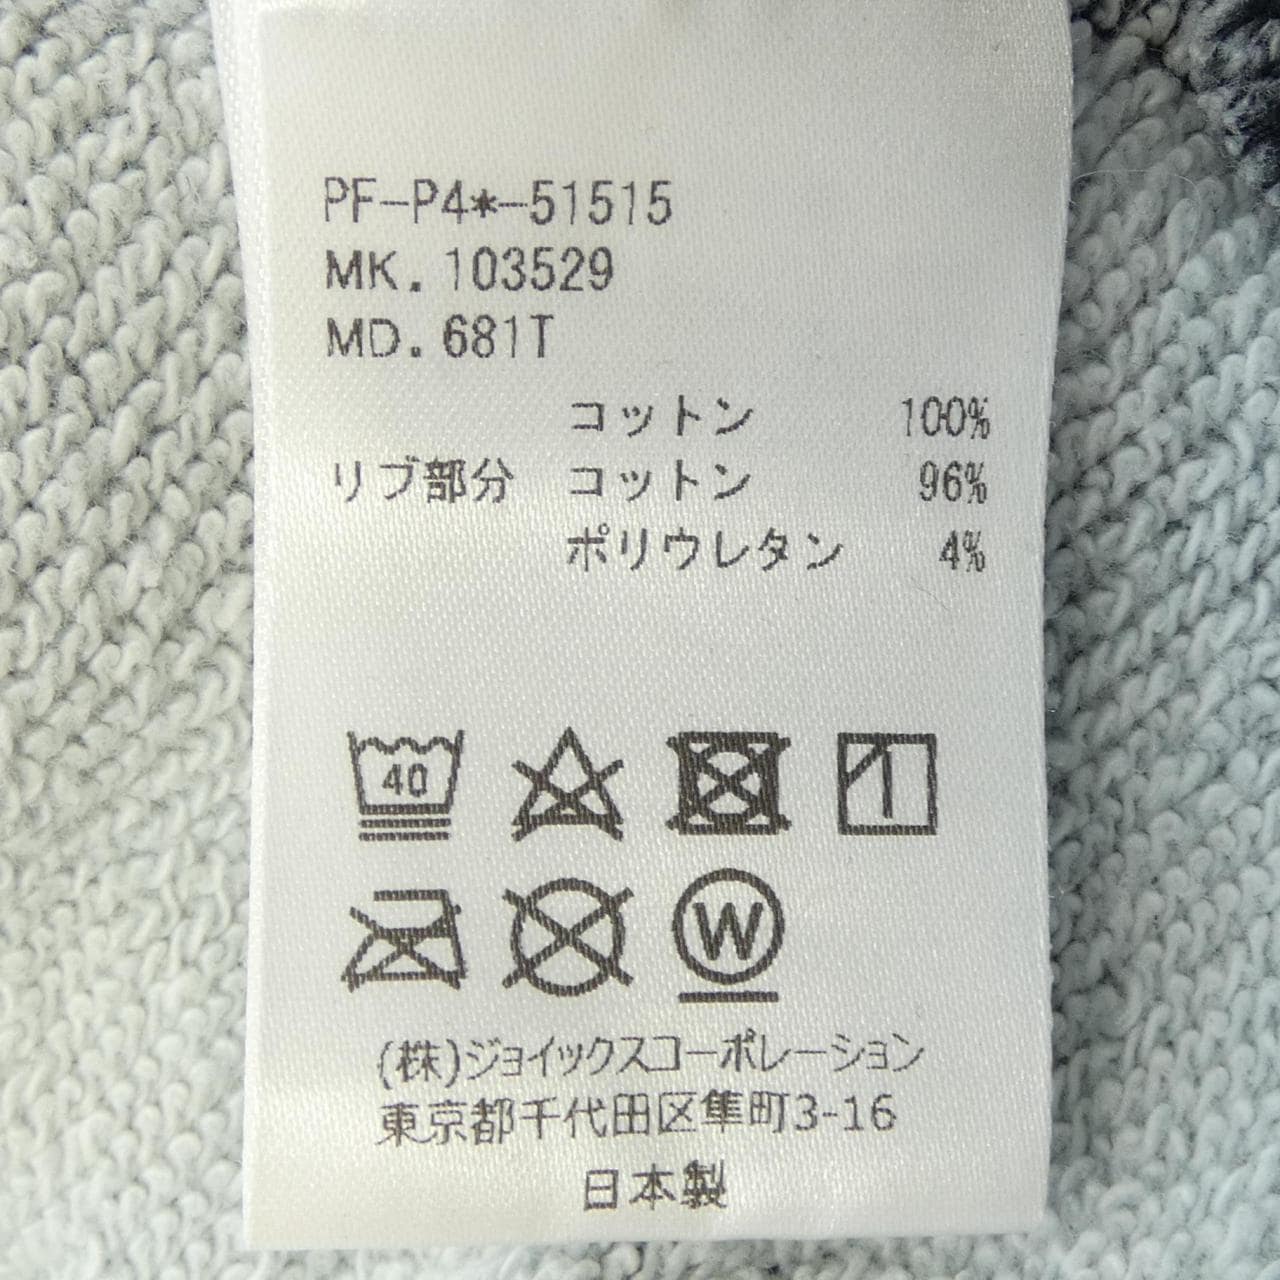 PF-P4*-51515
MK. 103529
MD. 681T
コットン 100%
リブ部分 コットン 96%
ポリウレタン 4%
40
W
(株)ジョイックスコーポレーション
東京都千代田区隼町3-16
日本製